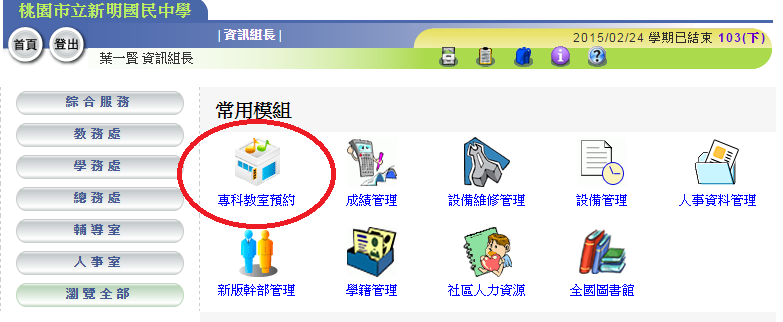 桃園市立新明國民中學
首頁 登出 | 資訊組長 | 2015/02/24 學期已結束 103(下)
葉一賢 資訊組長
綜合服務
教務處
學務處
總務處
輔導室
人事室
瀏覽全部
常用模組
專科教室預約 成績管理 設備維修管理 設備管理 人事資料管理
新版幹部管理 學籍管理 社區人力資源 全國圖書館